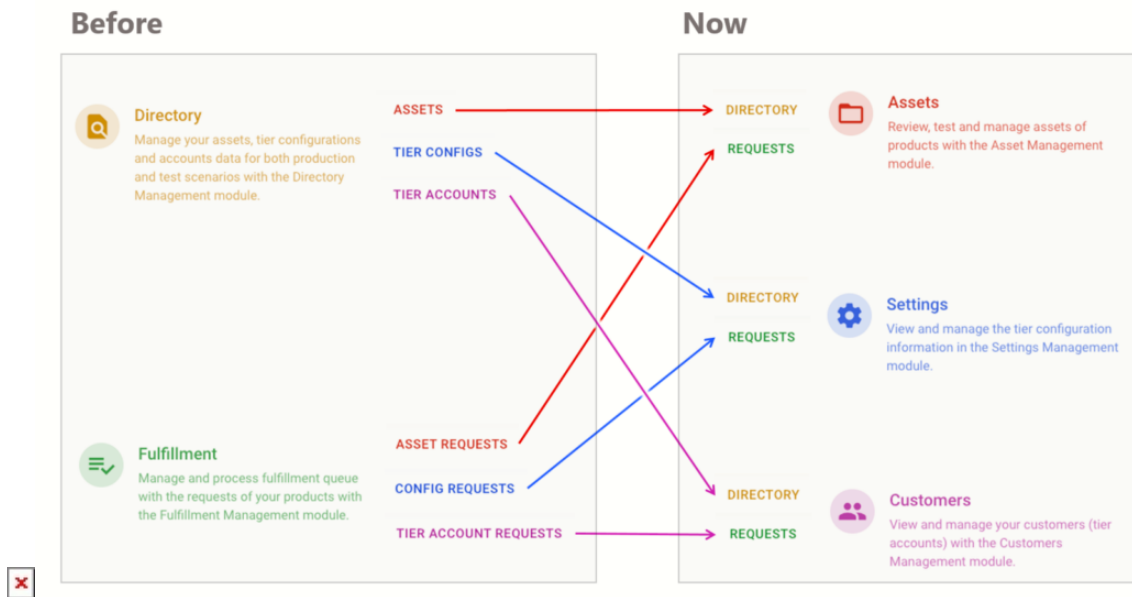 Before
Now
Directory
Manage your assets, tier configurations
and accounts data for both production
and test scenarios with the Directory
Management module.
ASSETS
TIER CONFIGS
TIER ACCOUNTS
Fulfillment
Manage and process fulfillment queue
with the requests of your products with
the Fulfillment Management module.
ASSET REQUESTS
CONFIG REQUESTS
TIER ACCOUNT REQUESTS
DIRECTORY
REQUESTS
Assets
Review, test and manage assets of
products with the Asset Management
module.
DIRECTORY
REQUESTS
Settings
View and manage the tier configuration
information in the Settings Management
module.
DIRECTORY
REQUESTS
Customers
View and manage your customers (tier
accounts) with the Customers
Management module.